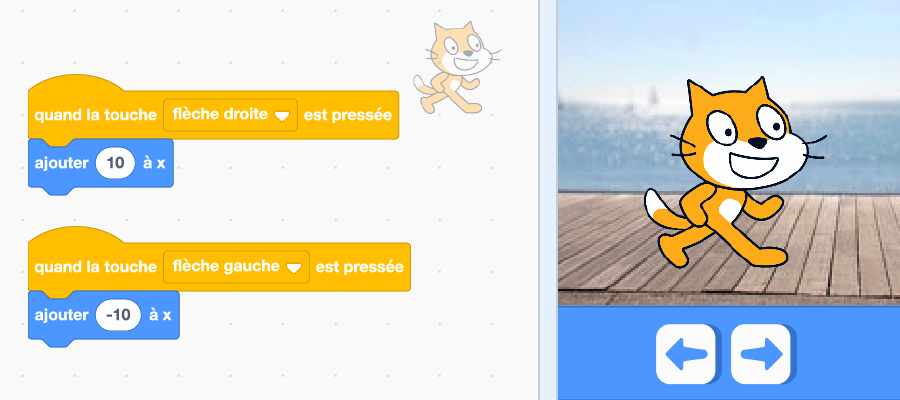 quand la touche flèche droite est pressée
ajouter 10 à x
quand la touche flèche gauche est pressée
ajouter -10 à x